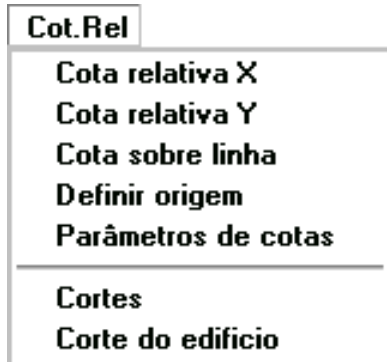 Cot.Rel
Cota relativa X
Cota relativa Y
Cota sobre linha
Definir origem
Parâmetros de cotas
Cortes
Corte do edificio